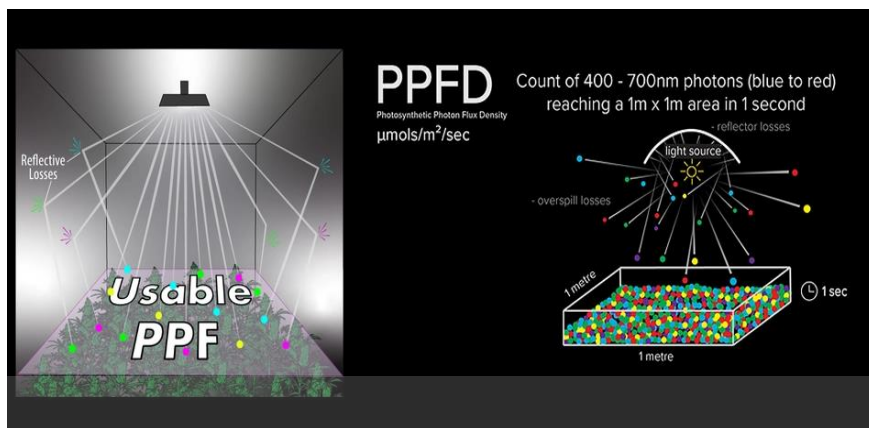 Reflective
Losses
Usable
PPF
PPFD
Photosynthetic Photon Flux Density
µmols/m²/sec
Count of 400 - 700nm photons (blue to red)
reaching a 1m x 1m area in 1 second
- reflector losses
light source
- overspill losses
1 metre
1 sec
1 metre